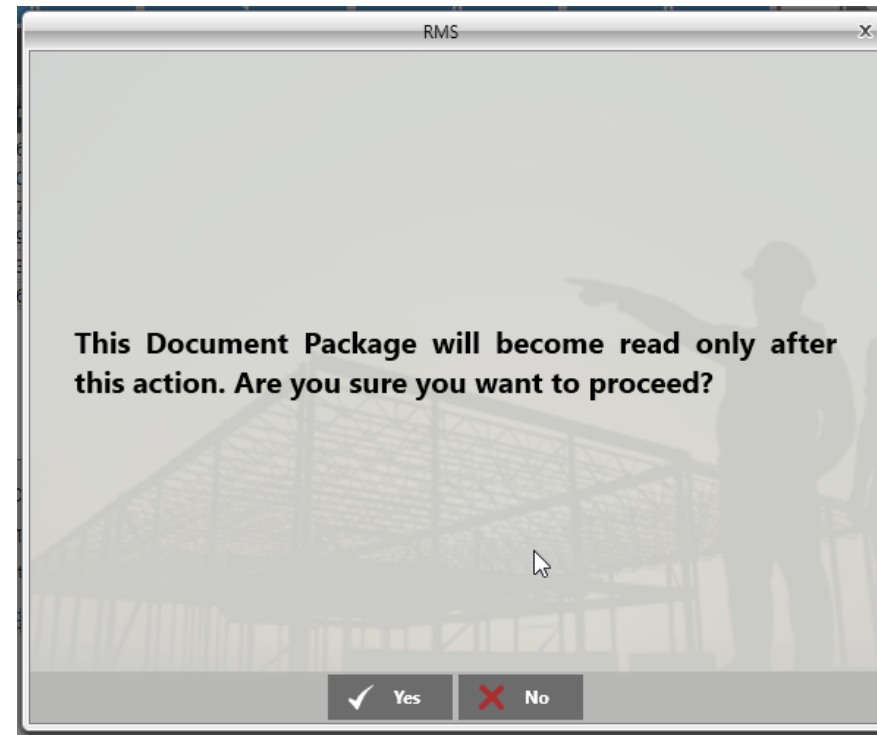 RMS
x
This Document Package will become read only after
this action. Are you sure you want to proceed?
Yes
No